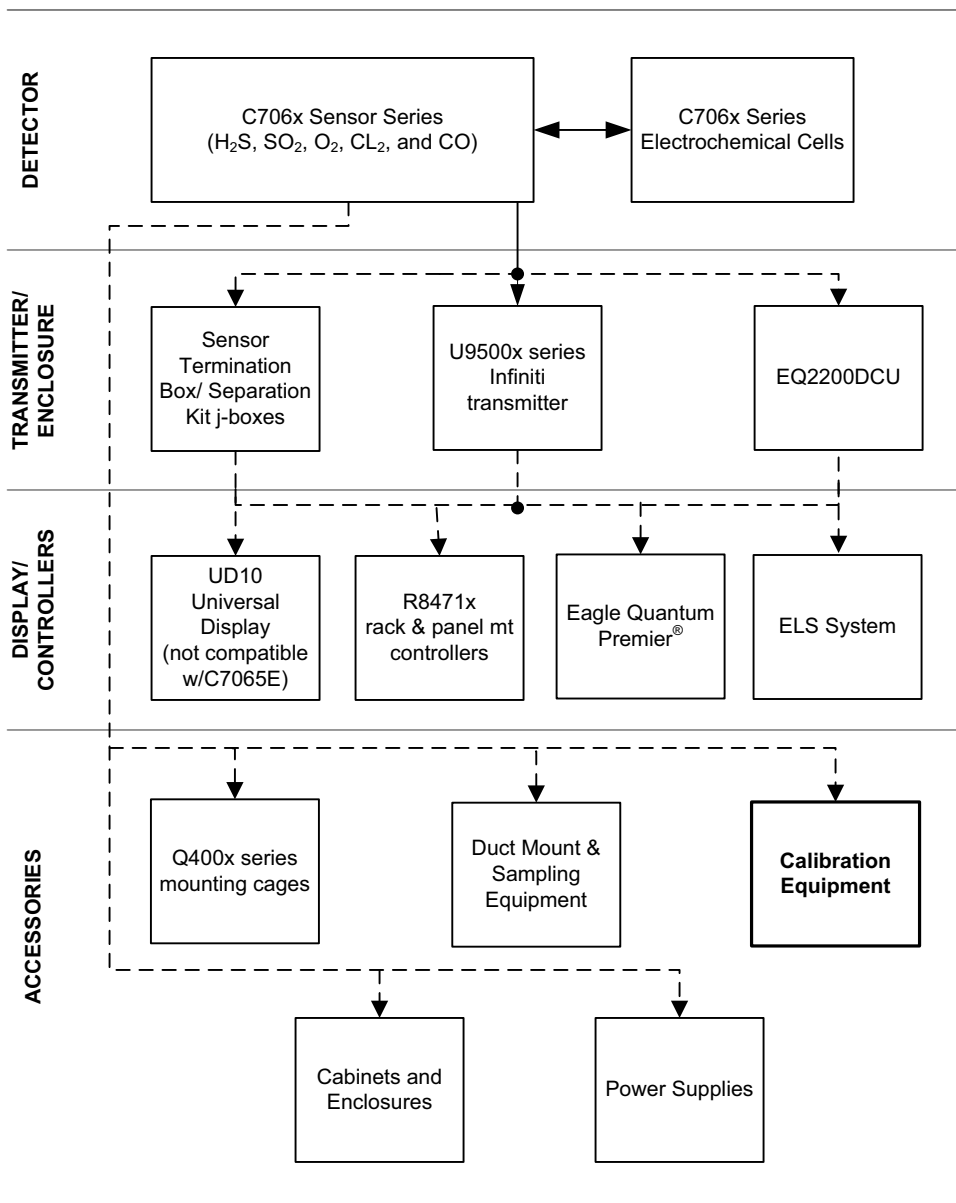 DETECTOR
C706x Sensor Series
(H₂S, SO₂, O₂, CL₂, and CO)
C706x Series
Electrochemical Cells
TRANSMITTER/
ENCLOSURE
Sensor
Termination
Box/ Separation
Kit j-boxes
U9500x series
Infiniti
transmitter
EQ2200DCU
DISPLAY/
CONTROLLERS
UD10
Universal
Display
(not compatible
w/C7065E)
R8471x
rack & panel mt
controllers
Eagle Quantum
Premier®
ELS System
ACCESSORIES
Q400x series
mounting cages
Duct Mount &
Sampling
Equipment
Calibration
Equipment
Cabinets and
Enclosures
Power Supplies